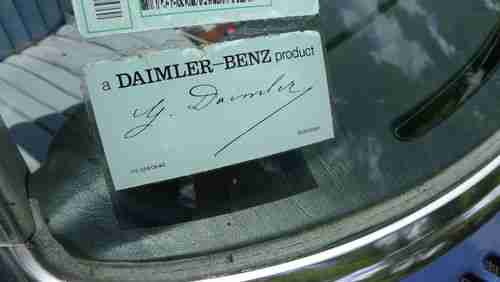 a DAIMLER–BENZ product
G. Daimler